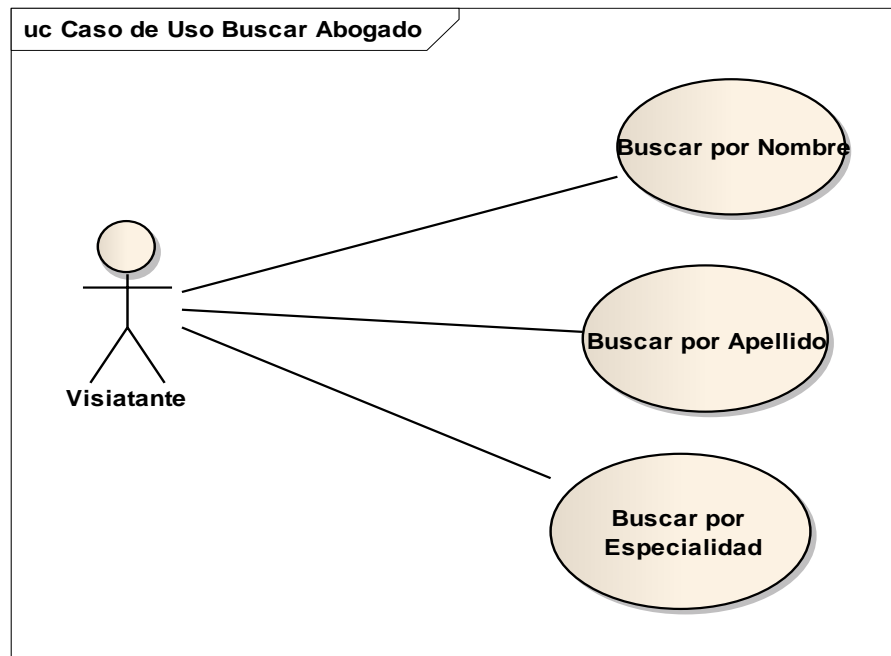 uc Caso de Uso Buscar Abogado
Buscar por Nombre
Buscar por Apellido
Visiatante
Buscar por
Especialidad